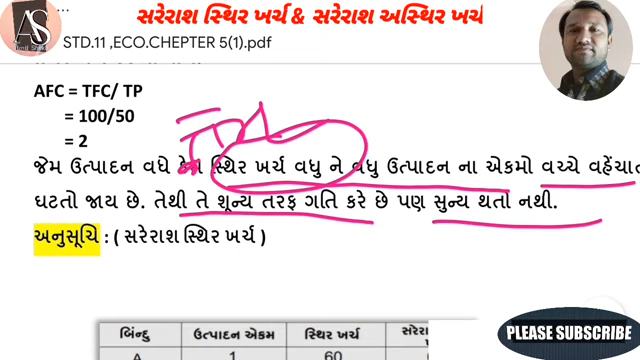 સરેરાશ સ્થિર ખર્ચ & સરેરાશ અસ્થિર ખર્ચ
AS
STD.11 ,ECO.CHEPTER 5(1).pdf
AFC = TFC/ TP
= 100/50
= 2
જેમ ઉત્પાદન વધે સ્થિર ખર્ચ વધુ ને વધુ ઉત્પાદન ના એકમો વચ્ચે વહેંચાત
ઘટતો જાય છે. તેથી તે શૂન્ય તરફ ગતિ કરે છે પણ સુન્ય થતો નથી.
અનુસૂચિ : ( સરેરાશ સ્થિર ખર્ચ )
બિંદુ ઉત્પાદન એકમ સ્થિર ખર્ચ
A 1 60
PLEASE SUBSCRIBE